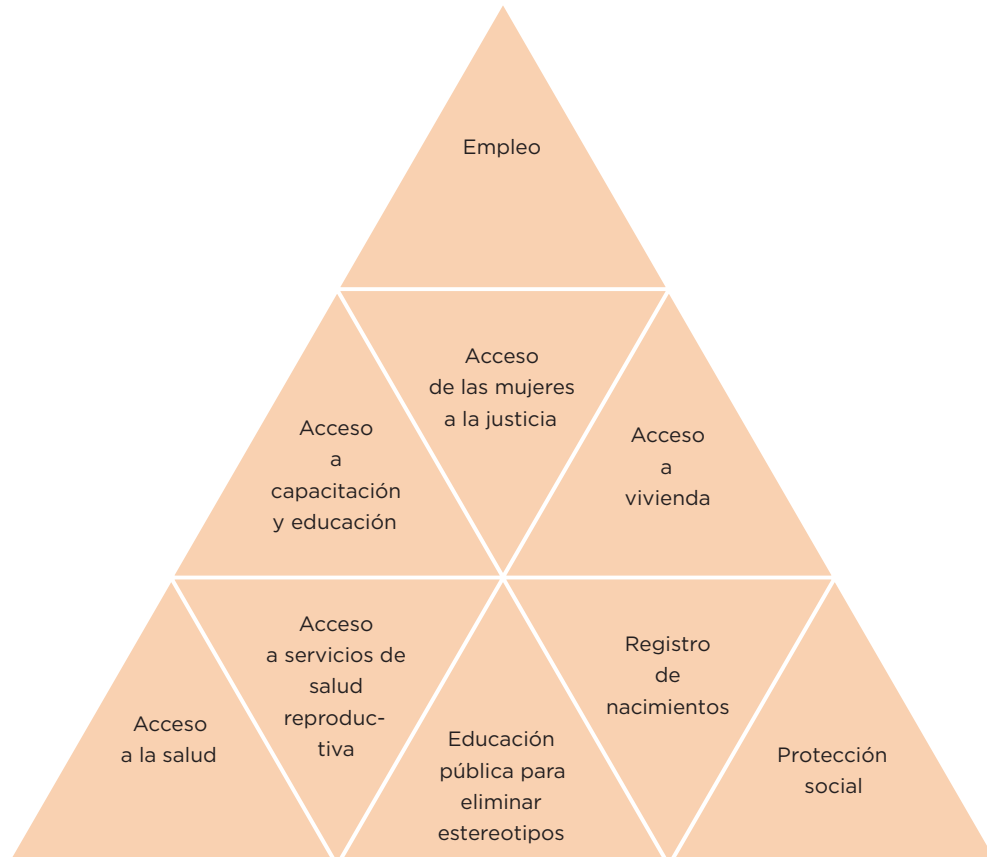 Empleo
Acceso
de las mujeres
a la justicia
Acceso
a
capacitación
y educación
Acceso
a
vivienda
Acceso
a servicios de
salud
reproduc-
tiva
Registro
de
nacimientos
Acceso
a la salud
Educación
pública para
eliminar
estereotipos
Protección
social